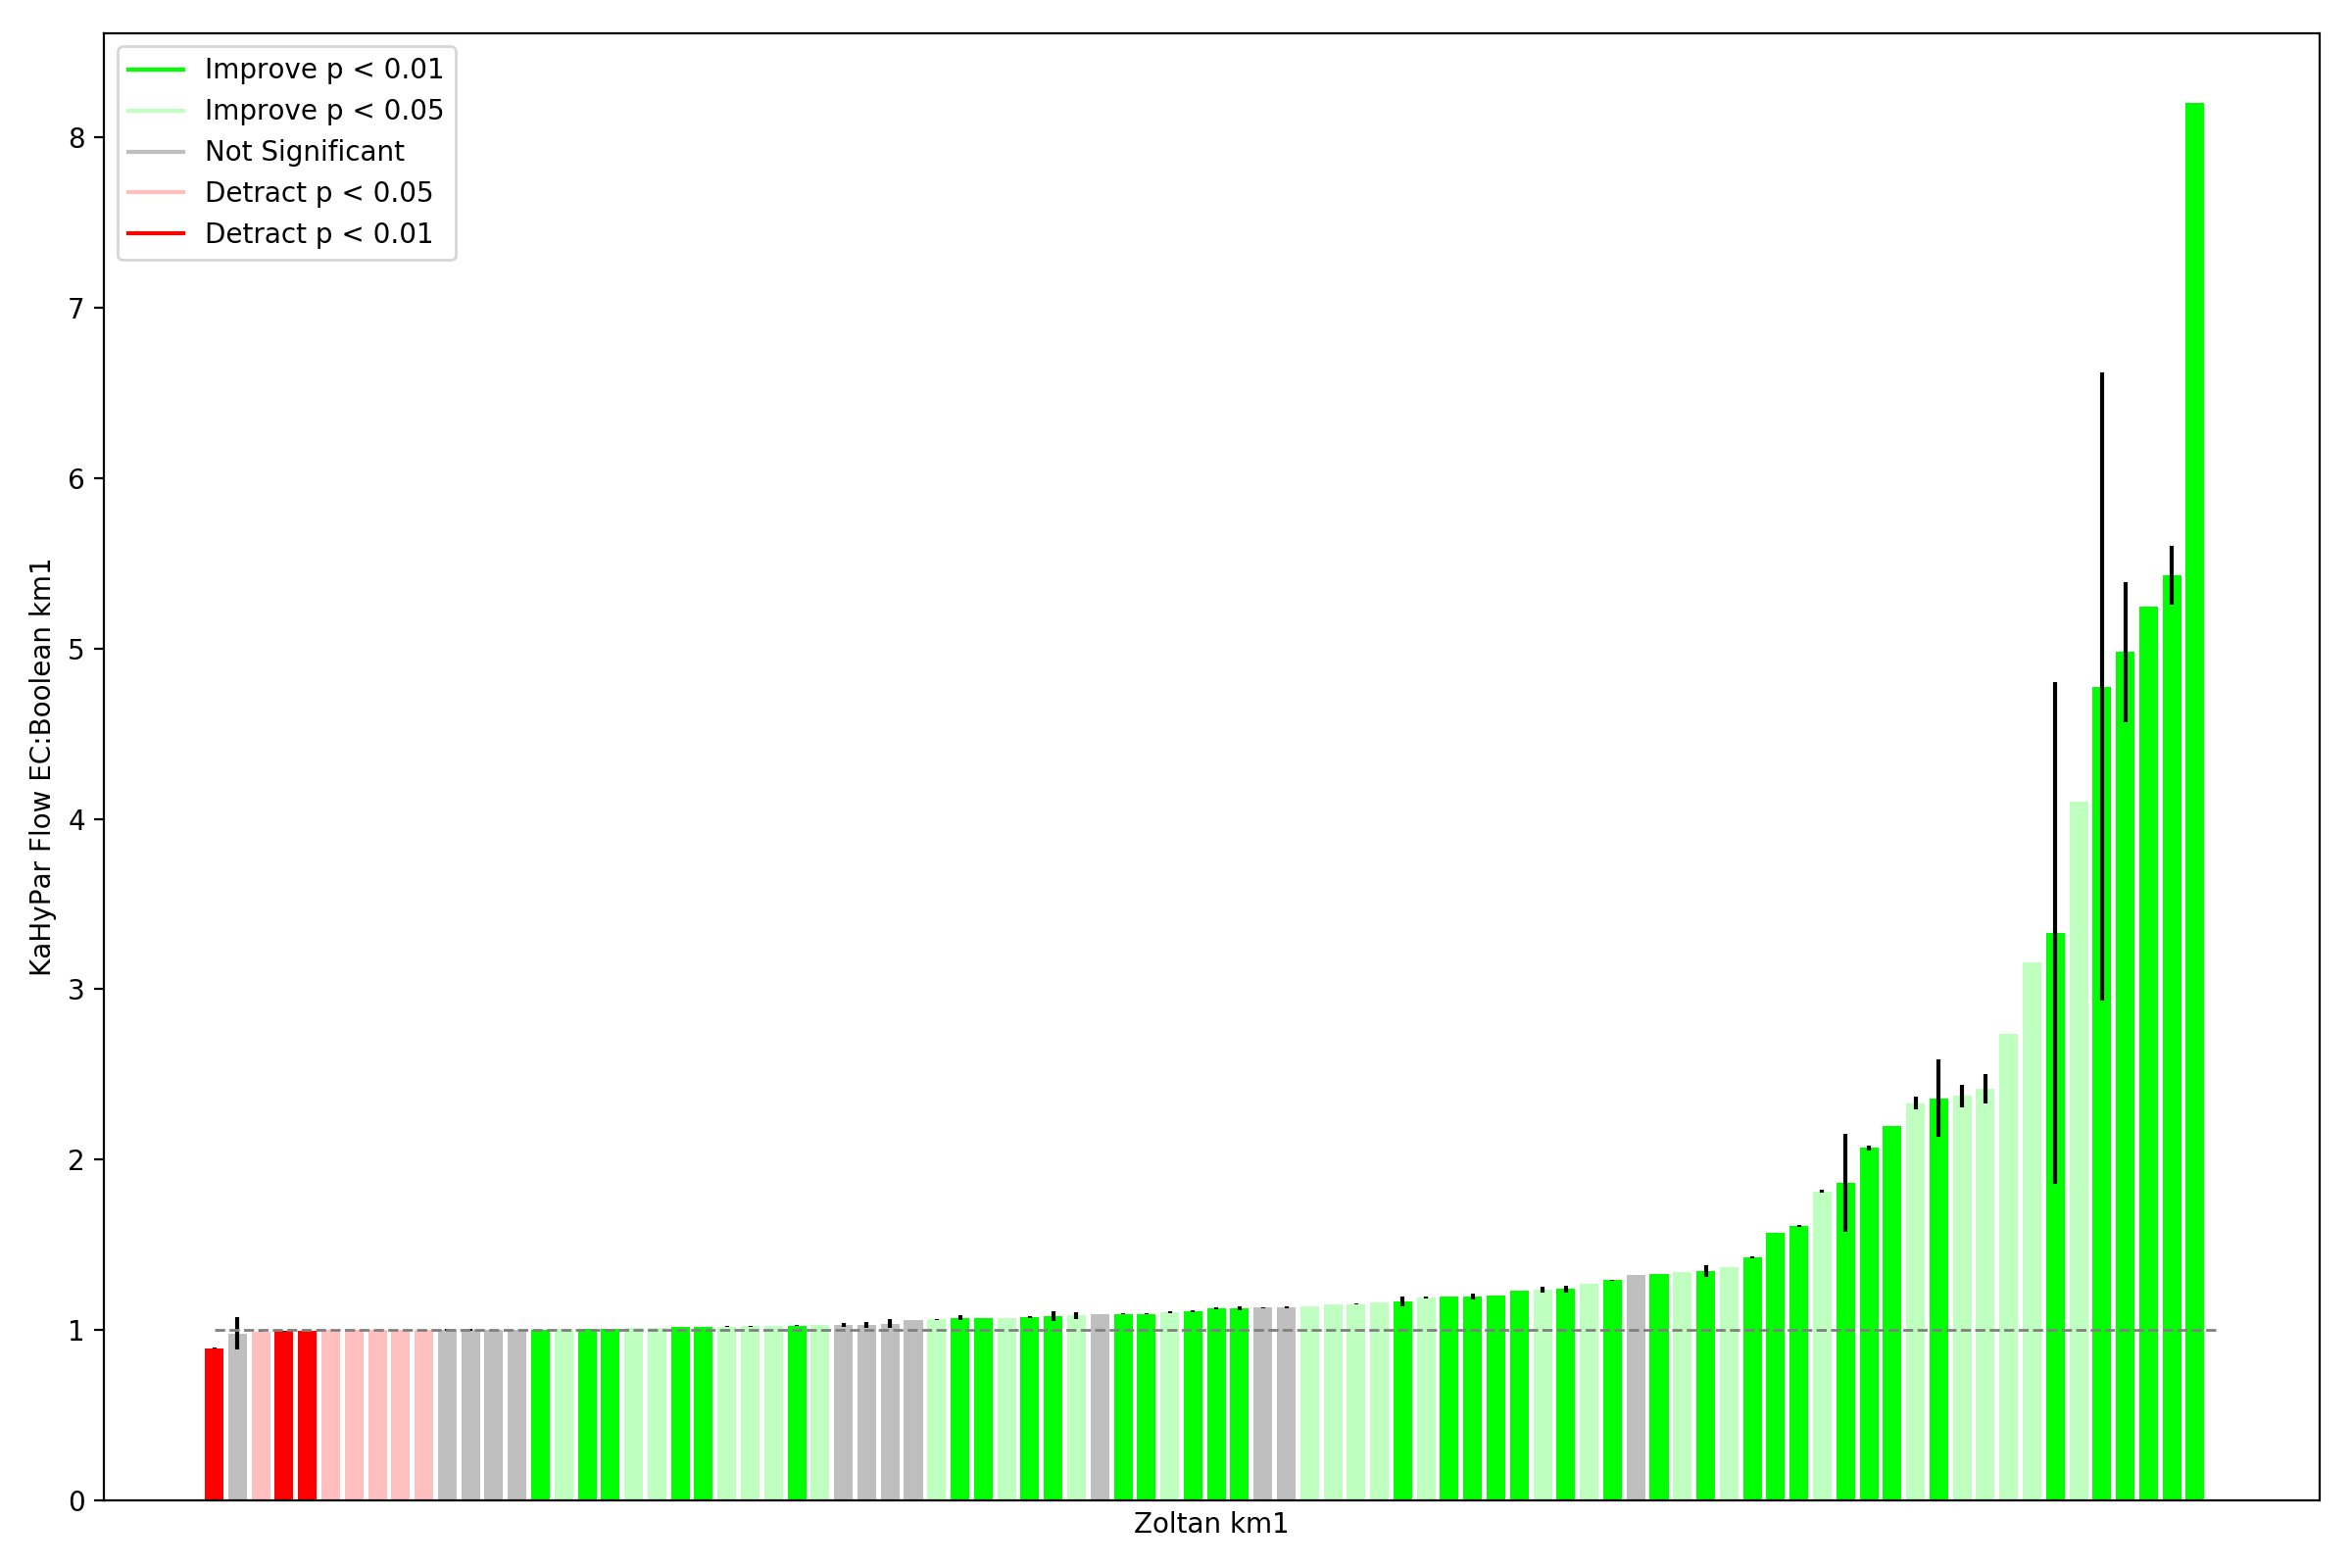 Improve p < 0.01
Improve p < 0.05
Not Significant
Detract p < 0.05
Detract p < 0.01
8
7
6
5
4
3
2
1
0
KaHyPar Flow EC:Boolean km1
Zoltan km1